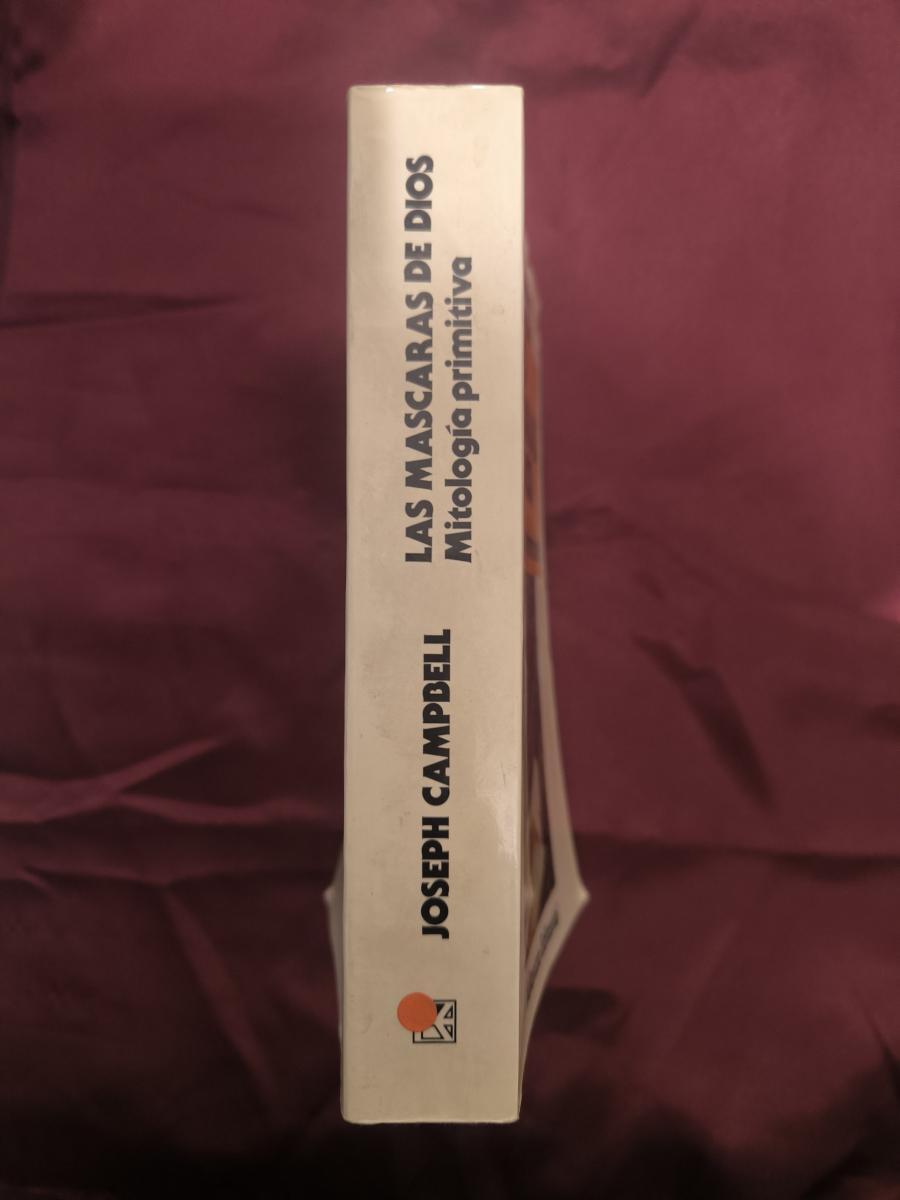 LAS MASCARAS DE DIOS
Mitología primitiva
JOSEPH CAMPBELL